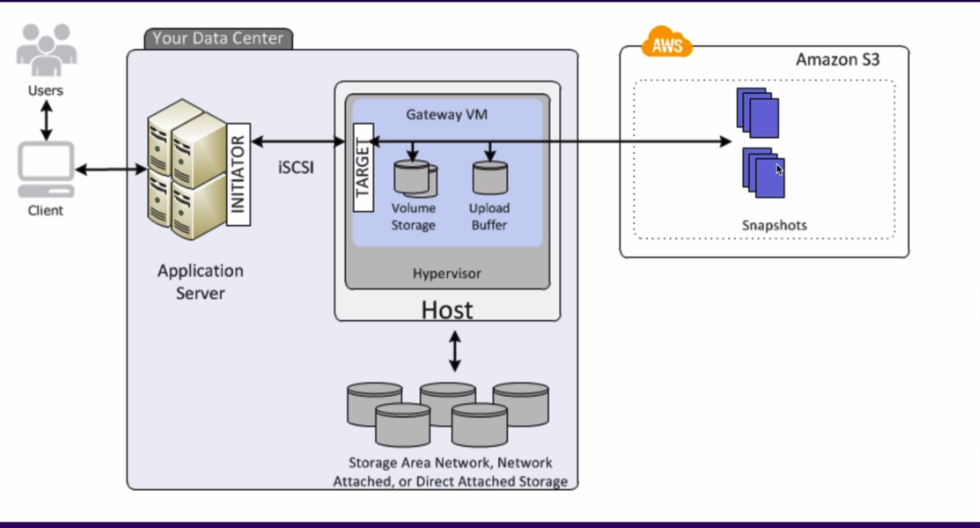 Your Data Center
AWS
Amazon S3
Users
Client
INITIATOR
iSCSI
TARGET
Gateway VM
Volume
Storage
Upload
Buffer
Hypervisor
Host
Application
Server
Snapshots
Storage Area Network, Network
Attached, or Direct Attached Storage